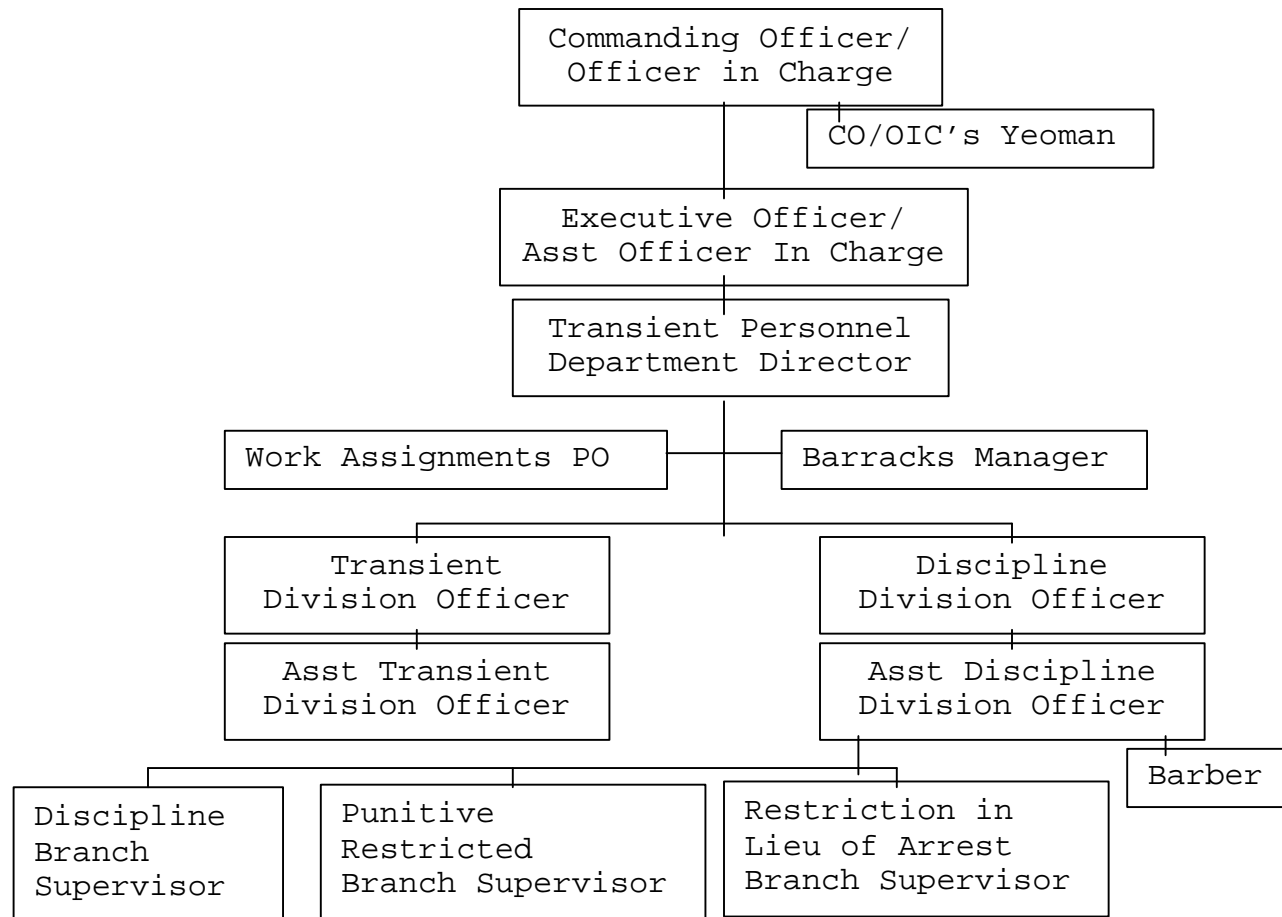 Commanding Officer/
Officer in Charge
CO/OIC’s Yeoman
Executive Officer/
Asst Officer In Charge
Transient Personnel
Department Director
Work Assignments PO
Barracks Manager
Transient
Division Officer
Discipline
Division Officer
Asst Transient
Division Officer
Asst Discipline
Division Officer
Barber
Discipline
Branch
Supervisor
Punitive
Restricted
Branch Supervisor
Restriction in
Lieu of Arrest
Branch Supervisor